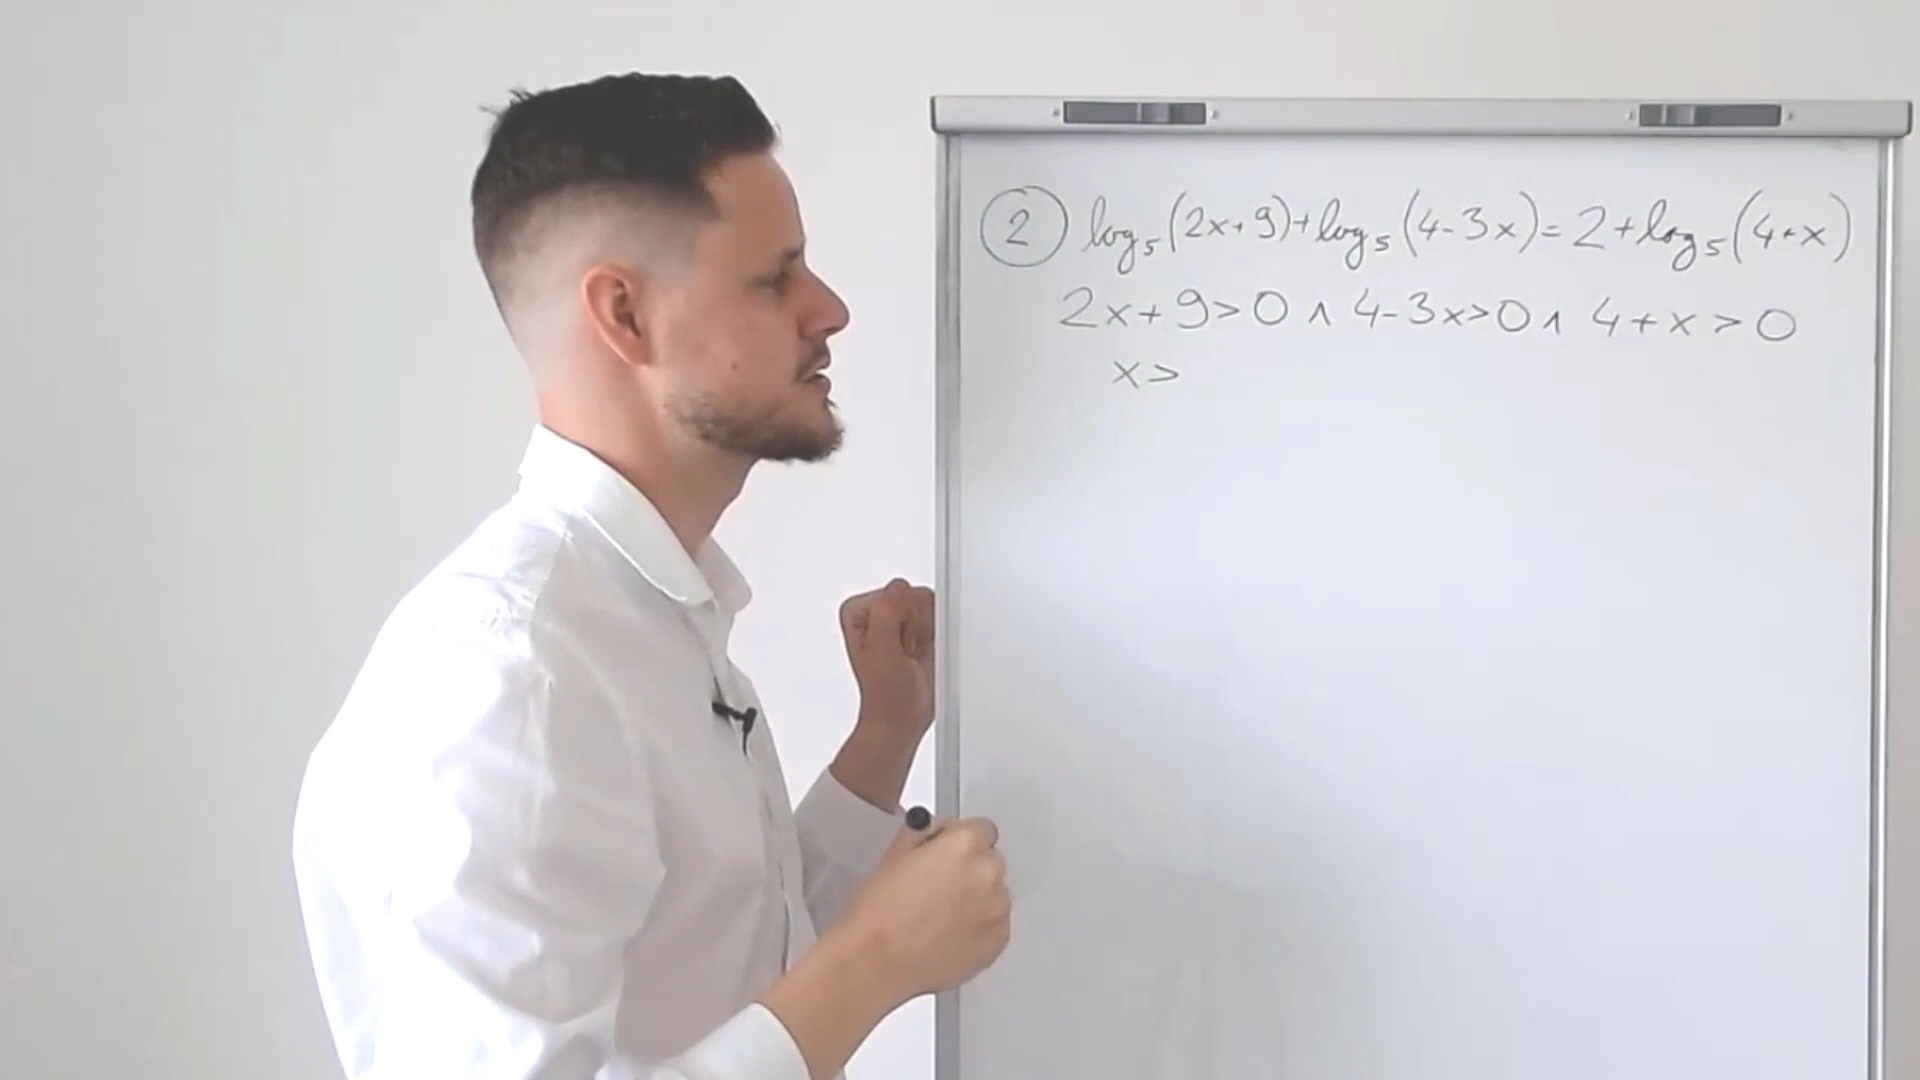 2 log₅(2x+9)+log₅(4-3x)=2+log₅(4+x)
2x+9>0 ∧ 4-3x>0 ∧ 4+x>0
x>